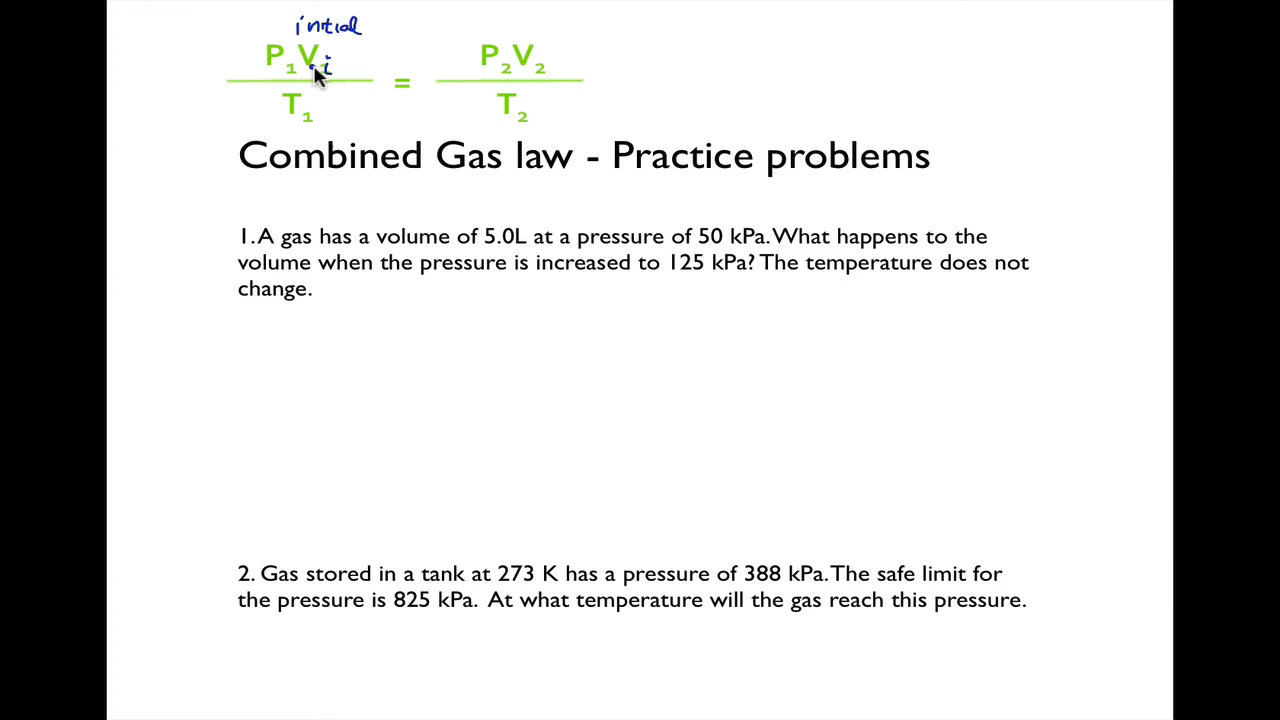 initial
P₁V₁ i
= P₂V₂
T₁ T₂
Combined Gas law - Practice problems
1. A gas has a volume of 5.0L at a pressure of 50 kPa. What happens to the
volume when the pressure is increased to 125 kPa? The temperature does not
change.
2. Gas stored in a tank at 273 K has a pressure of 388 kPa. The safe limit for
the pressure is 825 kPa. At what temperature will the gas reach this pressure.